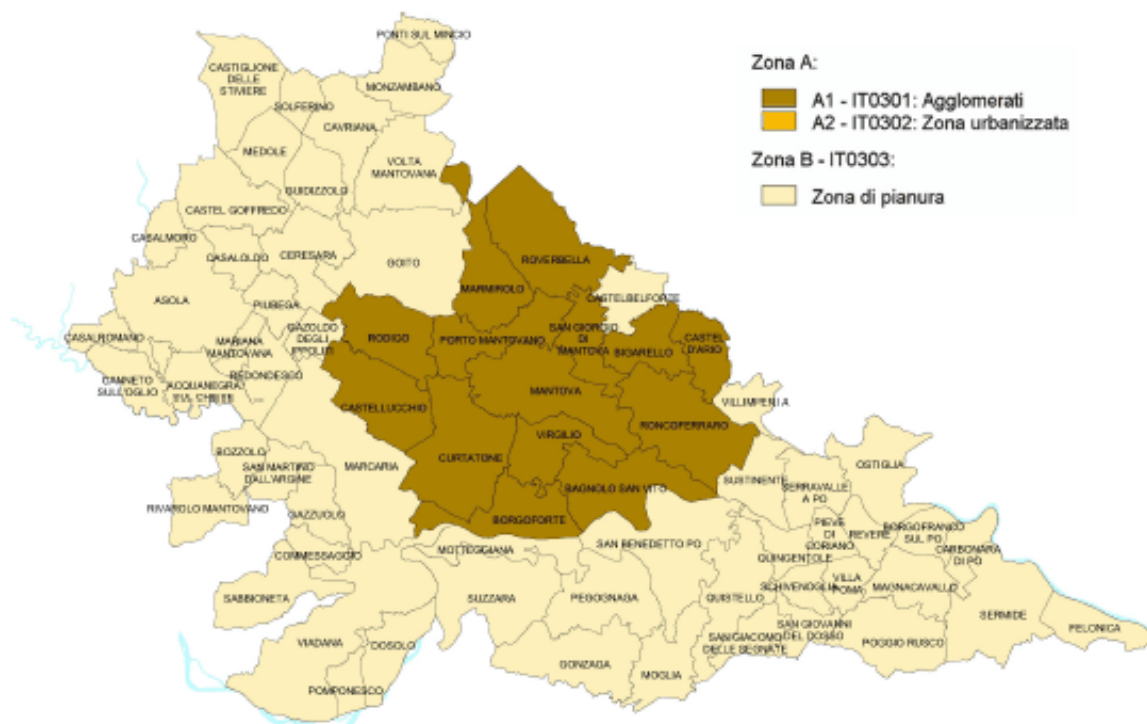 PONTI SUL MINCIO
CASTIGLIONE
DELLE
STIVIERE
MONZAMBANO
SOLFERINO
CAVRIANA
MEDOLE
VOLTA
MANTOVANA
GUIDIZZOLO
CASTEL GOFFREDO
CASALMORO
CASALOLDO
CERESARA
GOITO
ROVERBELLA
MARMIROLO
CASTELBELFORTE
ASOLA
PIUBEGA
CASALROMANO
MARIANA
MANTOVANA
GAZOLDO
DEGLI
IPPOLITI
RODIGO
PORTO MANTOVANO
SAN GIORGIO
DI
MANTOVA
BIGARELLO
CASTEL
D'ARIO
CANNETO
SULL'OGLIO
ACQUANEGRA
SUL CHIESE
REDONDESCO
CASTELLUCCHIO
MANTOVA
VILLIMPENTA
RONCOFERRARO
VIRGILIO
CURTATONE
BOZZOLO
SAN MARTINO
DALL'ARGINE
MARCARIA
OSTIGLIA
SUSTINENTE
SERRAVALLE
A PO
BAGNOLO SAN VITO
RIVAROLO MANTOVANO
GAZZUOLO
BORGOFORTE
COMMESSAGGIO
MOTTEGGIANA
SAN BENEDETTO PO
PIEVE
DI
CORIANO
REVERE
BORGOFRANCO
SUL PO
CARBONARA
DI PO
QUINGENTOLE
SABBIONETA
SUZZARA
PEGOGNAGA
QUISTELLO
SCHIVENOGLIA
VILLA
POMA
MAGNACAVALLO
SERMIDE
FELONICA
VIADANA
DOSOLO
SAN GIACOMO
DELLE SEGNATE
SAN GIOVANNI
DEL DOSSO
POGGIO RUSCO
GONZAGA
MOGLIA
POMPONESCO
Zona A:
A1 - IT0301: Agglomerati
A2 - IT0302: Zona urbanizzata
Zona B - IT0303:
Zona di pianura